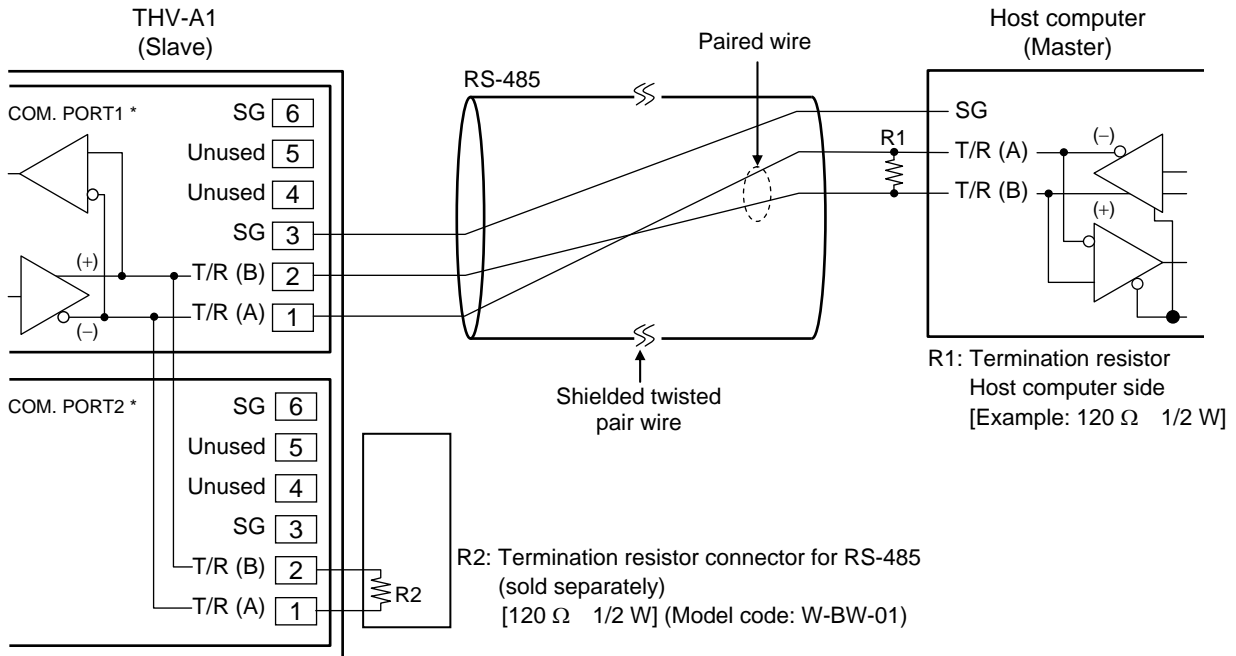 THV-A1
(Slave)
Host computer
(Master)
Paired wire
RS-485
COM. PORT1 *
SG 6
Unused 5
Unused 4
SG 3
T/R (B) 2
T/R (A) 1
(+)
(−)
SG
R1
T/R (A)
T/R (B)
(−)
(+)
Shielded twisted
pair wire
R1: Termination resistor
Host computer side
[Example: 120 Ω 1/2 W]
COM. PORT2 *
SG 6
Unused 5
Unused 4
SG 3
T/R (B) 2
T/R (A) 1
R2
R2: Termination resistor connector for RS-485
(sold separately)
[120 Ω 1/2 W] (Model code: W-BW-01)